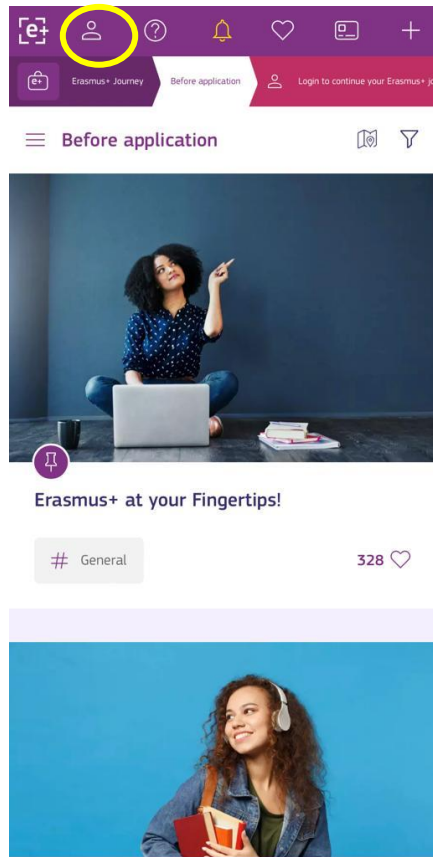 e+
e+ Erasmus+ Journey Before application Login to continue your Erasmus+ jo
Before application
Erasmus+ at your Fingertips!
# General 328